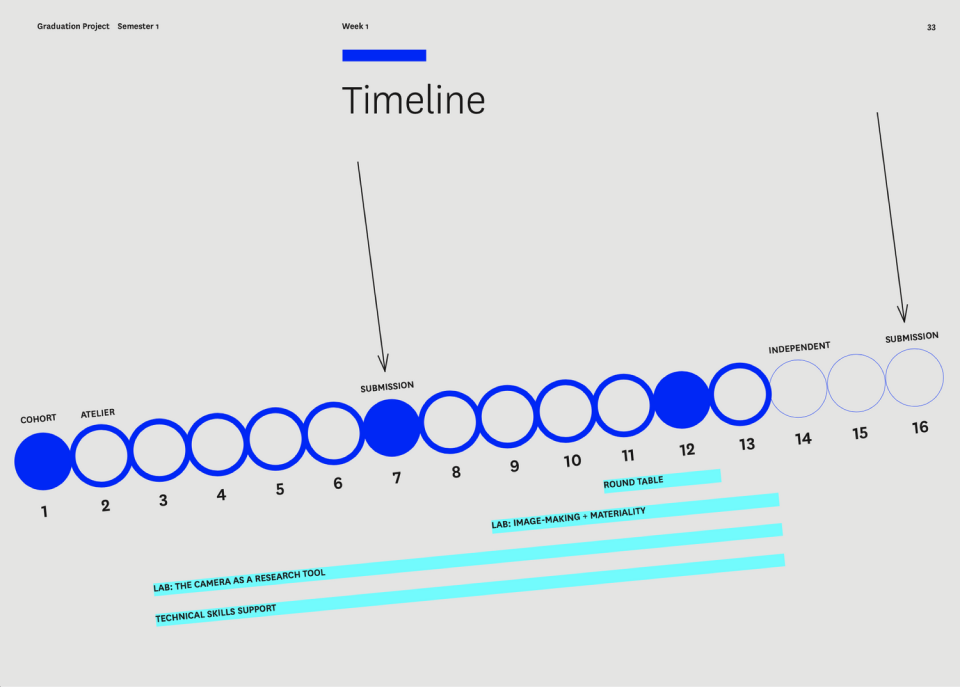 Graduation Project Semester 1
Week 1
33
Timeline
COHORT
ATELIER
SUBMISSION
INDEPENDENT
SUBMISSION
1 2 3 4 5 6 7 8 9 10 11 12 13 14 15 16
ROUND TABLE
LAB: IMAGE-MAKING + MATERIALITY
LAB: THE CAMERA AS A RESEARCH TOOL
TECHNICAL SKILLS SUPPORT